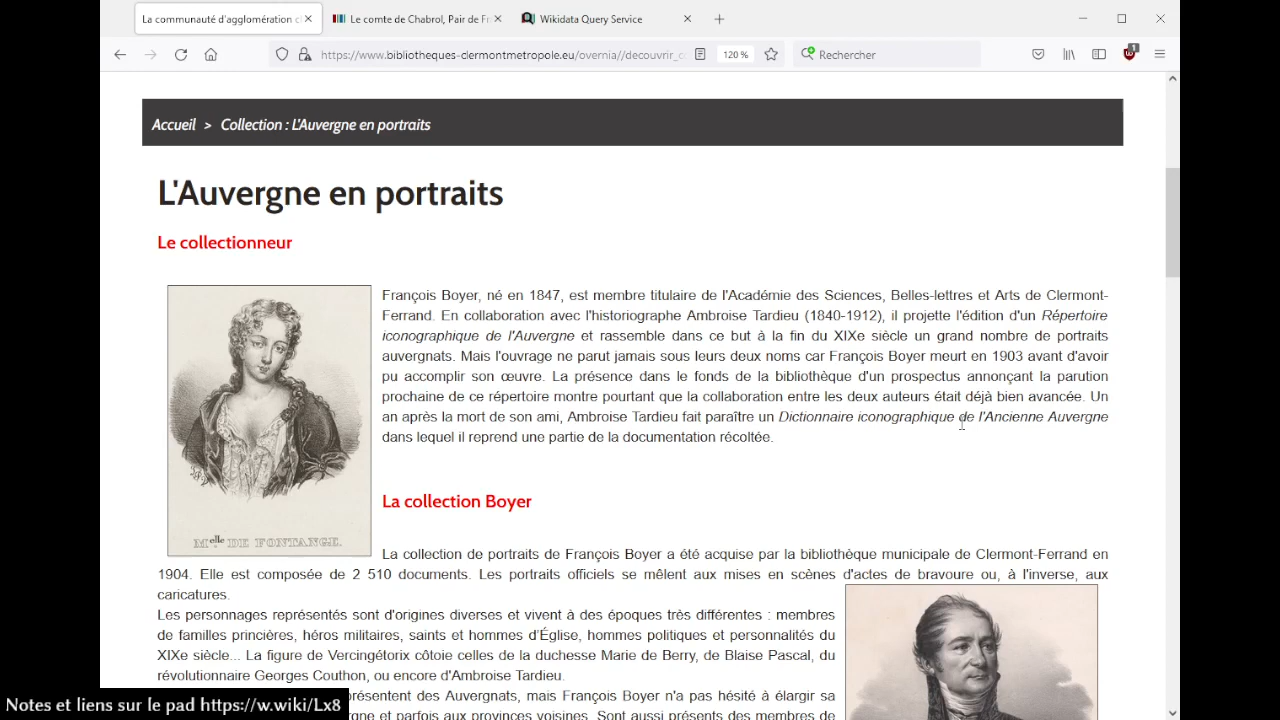 La communauté d'agglomération c
Le comte de Chabrol, Pair de Fr
Wikidata Query Service
https://www.bibliotheques-clermontmetropole.eu/overnia//decouvrir_c
120 %
Rechercher
1
Accueil > Collection : L'Auvergne en portraits
L'Auvergne en portraits
Le collectionneur
François Boyer, né en 1847, est membre titulaire de l'Académie des Sciences, Belles-lettres et Arts de Clermont-
Ferrand. En collaboration avec l'historiographe Ambroise Tardieu (1840-1912), il projette l'édition d'un Répertoire
iconographique de l'Auvergne et rassemble dans ce but à la fin du XIXe siècle un grand nombre de portraits
auvergnats. Mais l'ouvrage ne parut jamais sous leurs deux noms car François Boyer meurt en 1903 avant d'avoir
pu accomplir son œuvre. La présence dans le fonds de la bibliothèque d'un prospectus annonçant la parution
prochaine de ce répertoire montre pourtant que la collaboration entre les deux auteurs était déjà bien avancée. Un
an après la mort de son ami, Ambroise Tardieu fait paraître un Dictionnaire iconographique de l'Ancienne Auvergne
dans lequel il reprend une partie de la documentation récoltée.
Melle DE FONTANGE.
La collection Boyer
La collection de portraits de François Boyer a été acquise par la bibliothèque municipale de Clermont-Ferrand en
1904. Elle est composée de 2 510 documents. Les portraits officiels se mêlent aux mises en scènes d'actes de bravoure ou, à l'inverse, aux
caricatures.
Les personnages représentés sont d'origines diverses et vivent à des époques très différentes : membres
de familles princières, héros militaires, saints et hommes d'Église, hommes politiques et personnalités du
XIXe siècle... La figure de Vercingétorix côtoie celles de la duchesse Marie de Berry, de Blaise Pascal, du
révolutionnaire Georges Couthon, ou encore d'Ambroise Tardieu.
présentent des Auvergnats, mais François Boyer n'a pas hésité à élargir sa
rgne et parfois aux provinces voisines. Sont aussi présents des membres de
Notes et liens sur le pad https://w.wiki/Lx8